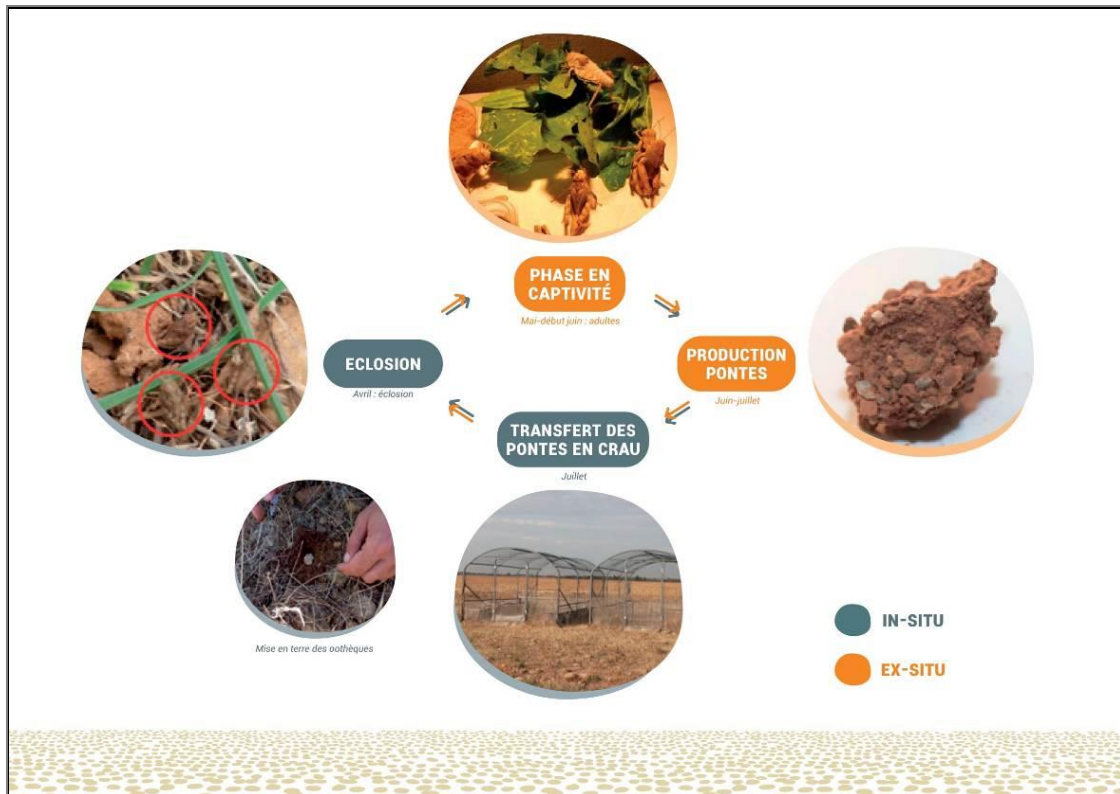 PHASE EN
CAPTIVITÉ
Mai-début juin : adultes
ECLOSION
Avril : éclosion
PRODUCTION
PONTES
Juin-juillet
TRANSFERT DES
PONTES EN CRAU
Juillet
Mise en terre des oothèques
IN-SITU
EX-SITU